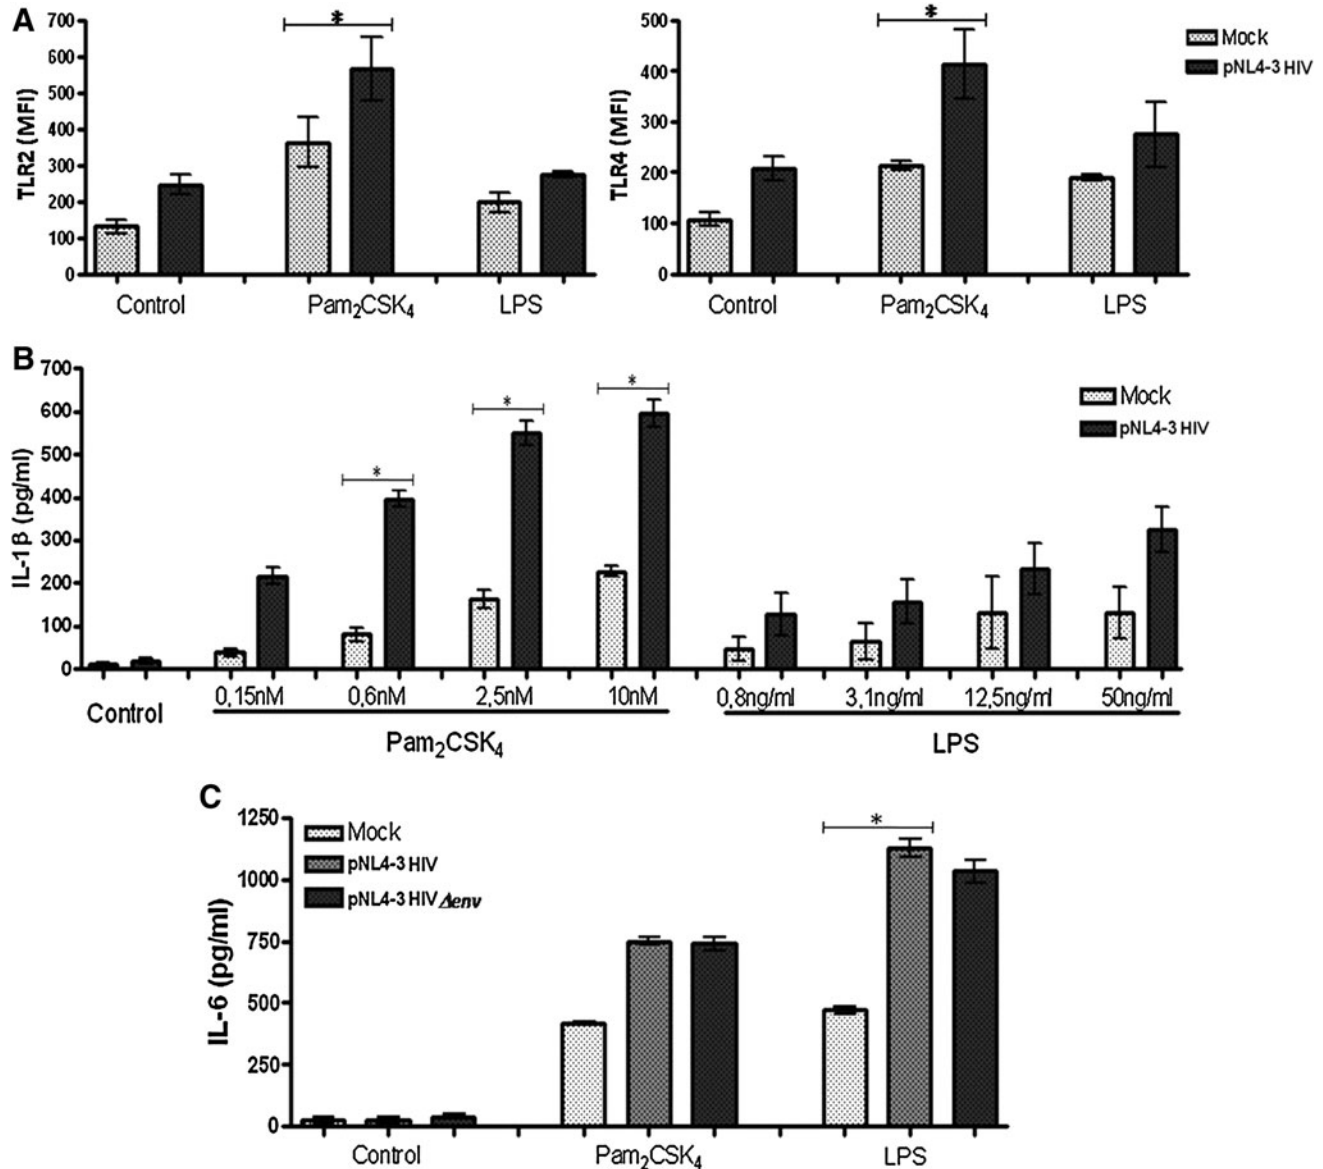 A
TLR2 (MFI)
700
600
500
400
300
200
100
0
*
Control
Pam2CSK4
LPS
TLR4 (MFI)
500
400
300
200
100
0
*
Control
Pam2CSK4
LPS
Mock
pNL4-3 HIV
B
IL-1β (pg/ml)
700
600
500
400
300
200
100
0
*
*
*
Mock
pNL4-3 HIV
Control
0,15nM
0,6nM
2,5nM
10nM
Pam2CSK4
0,8ng/ml
3,1ng/ml
12,5ng/ml
50ng/ml
LPS
C
IL-6 (pg/ml)
1250
1000
750
500
250
0
Mock
pNL4-3 HIV
pNL4-3 HIV Δenv
*
Control
Pam2CSK4
LPS